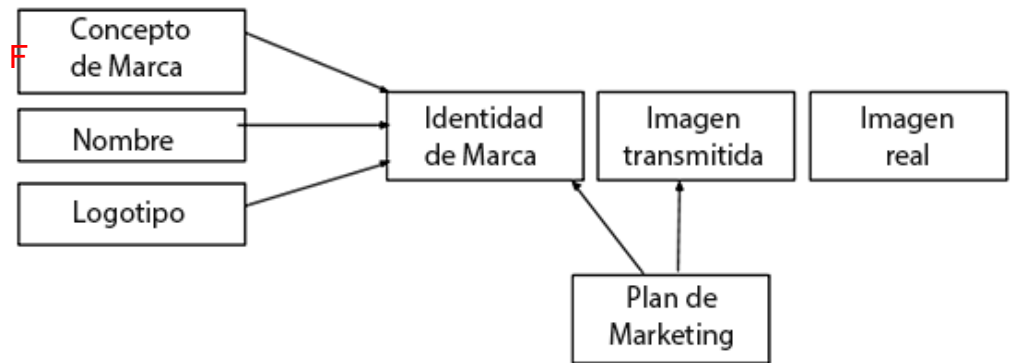 F
Concepto
de Marca
Nombre
Logotipo
Identidad
de Marca
Imagen
transmitida
Imagen
real
Plan de
Marketing